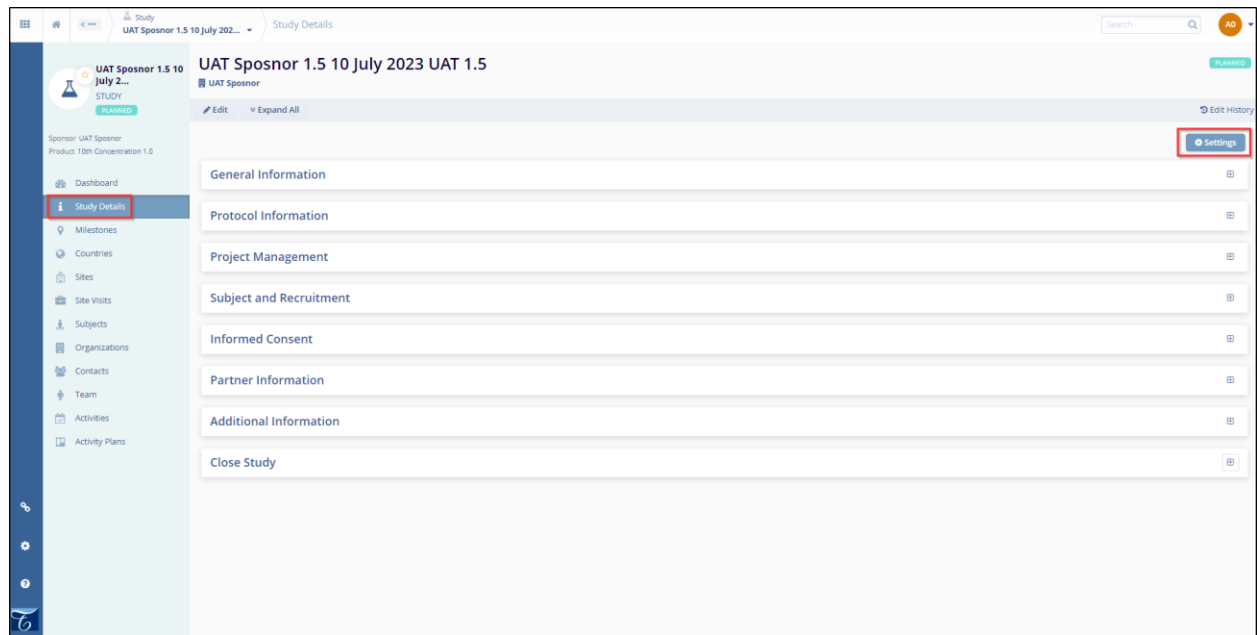 Study
UAT Sposnor 1.5 10 July 202...
Study Details
Search
AO
UAT Sposnor 1.5 10
July 2...
STUDY
PLANNED
Sponsor UAT Sposnor
Product 10th Concentration 1.0
Dashboard
Study Details
Milestones
Countries
Sites
Site Visits
Subjects
Organizations
Contacts
Team
Activities
Activity Plans
UAT Sposnor 1.5 10 July 2023 UAT 1.5
UAT Sposnor
PLANNED
Edit Expand All Edit History
Settings
General Information
Protocol Information
Project Management
Subject and Recruitment
Informed Consent
Partner Information
Additional Information
Close Study